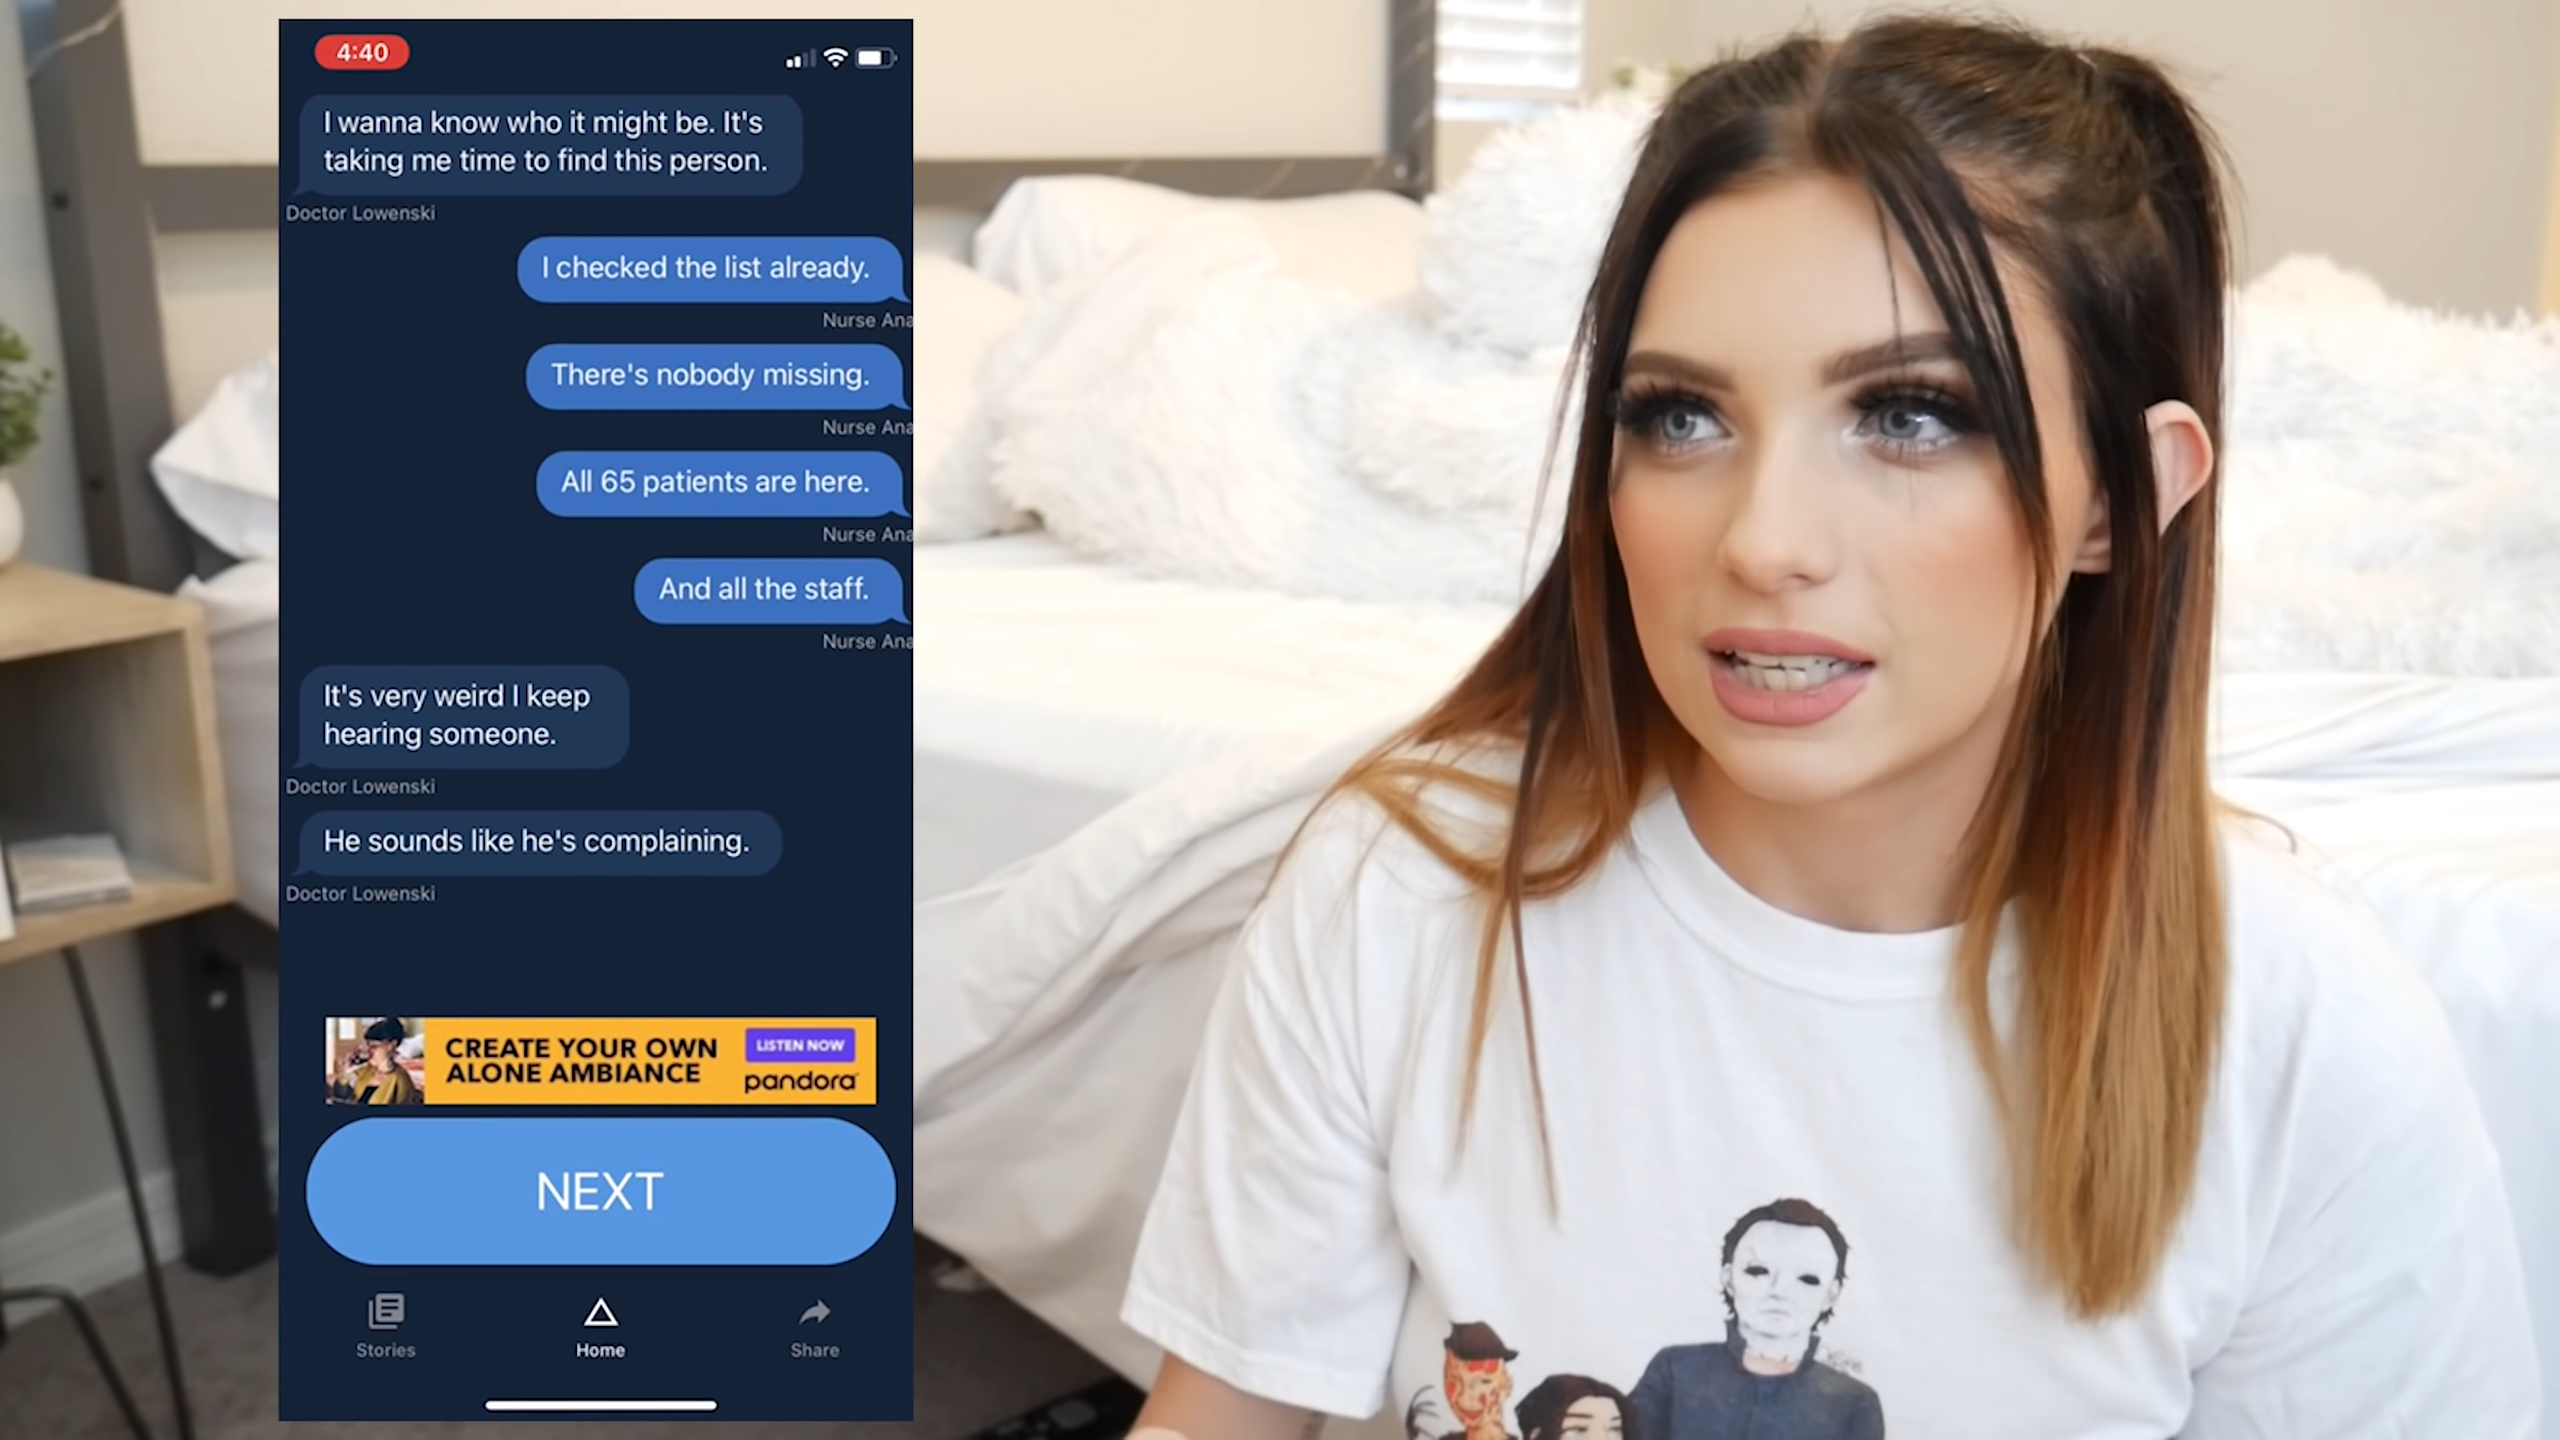 4:40
I wanna know who it might be. It's
taking me time to find this person.
Doctor Lowenski
I checked the list already.
Nurse Ana
There's nobody missing.
Nurse Ana
All 65 patients are here.
Nurse Ana
And all the staff.
Nurse Ana
It's very weird I keep
hearing someone.
Doctor Lowenski
He sounds like he's complaining.
Doctor Lowenski
CREATE YOUR OWN
ALONE AMBIANCE
LISTEN NOW
pandora
NEXT
Stories
Home
Share